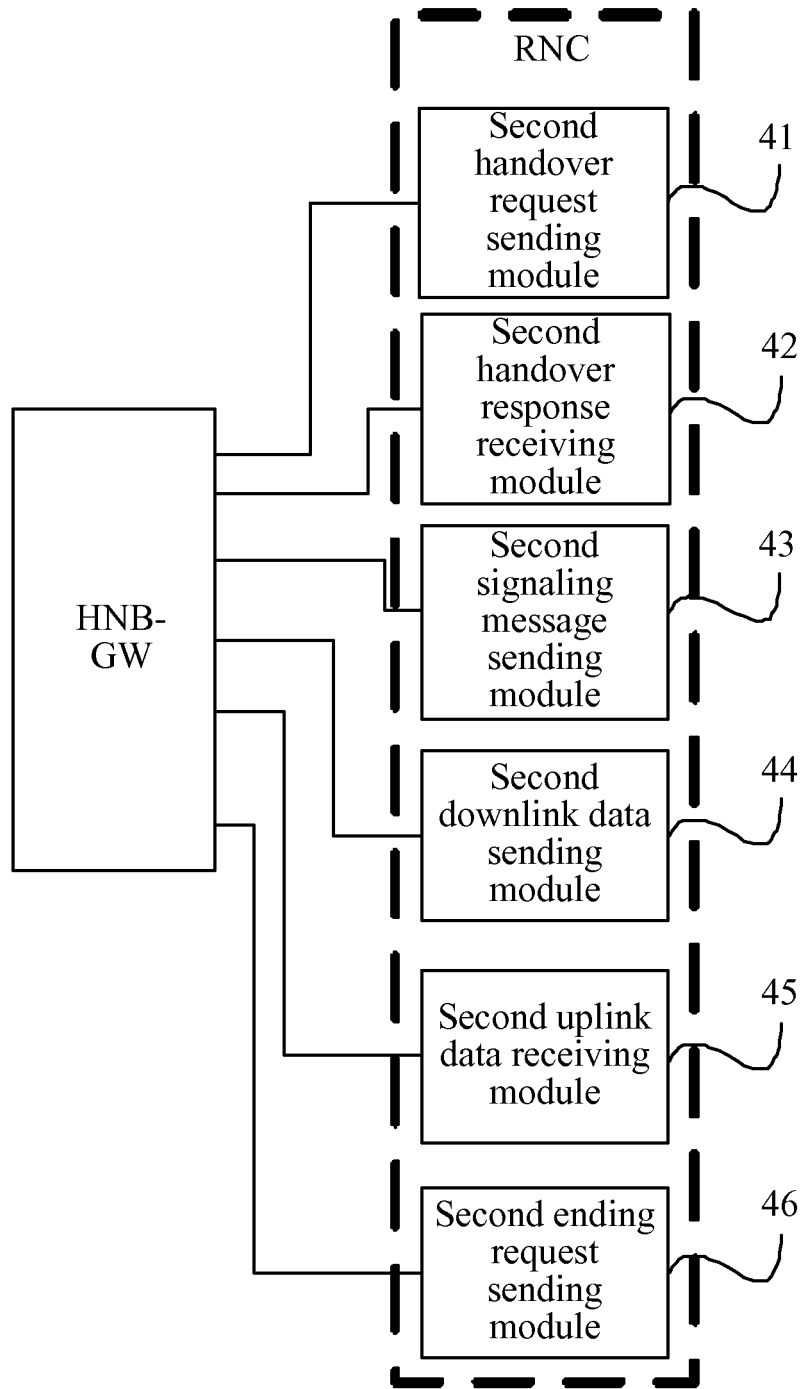 RNC
Second
handover
request
sending
module
41
Second
handover
response
receiving
module
42
Second
signaling
message
sending
module
43
HNB-
GW
Second
downlink data
sending
module
44
Second uplink
data receiving
module
45
Second ending
request
sending
module
46